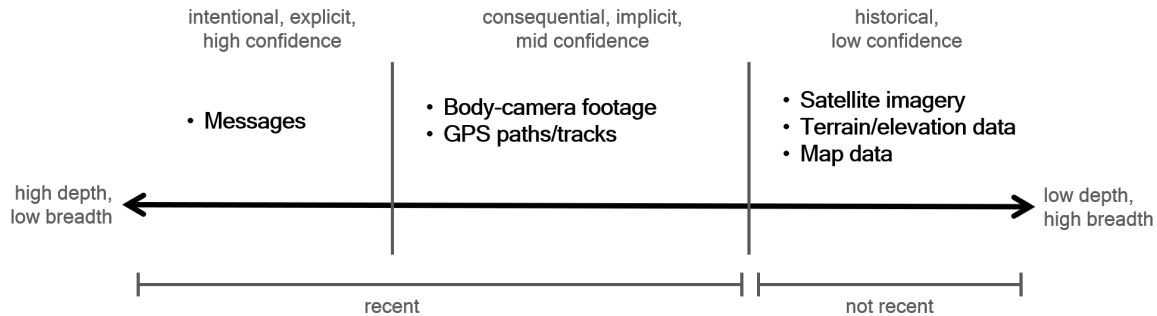 intentional, explicit,
high confidence
consequential, implicit,
mid confidence
historical,
low confidence
• Messages
• Body-camera footage
• GPS paths/tracks
• Satellite imagery
• Terrain/elevation data
• Map data
high depth,
low breadth
low depth,
high breadth
recent
not recent